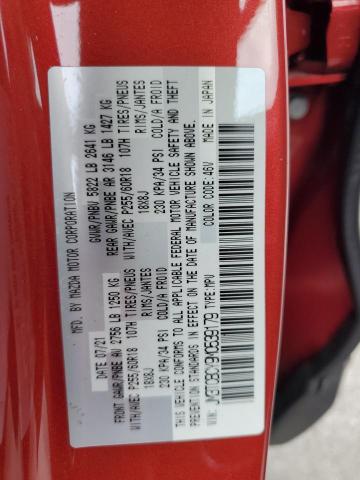 MFD. BY MAZDA MOTOR CORPORATION
DATE 07/21 GVWR/PNBV 5822 LB 2641 KG
FRONT GAWR/PNBE AV 2756 LB 1250 KG REAR GAWR/PNBE AR 3146 LB 1427 KG
WITH/AVEC P255/60R18 107H TIRES/PNEUS WITH/AVEC P255/60R18 107H TIRES/PNEUS
18X8J RIMS/JANTES 18X8J RIMS/JANTES
230 KPA/34 PSI COLD/A FROID 230 KPA/34 PSI COLD/A FROID
THIS VEHICLE CONFORMS TO ALL APPLICABLE FEDERAL MOTOR VEHICLE SAFETY AND THEFT
PREVENTION STANDARDS IN EFFECT ON THE DATE OF MANUFACTURE SHOWN ABOVE.
VIN: JM3TCBCY9M0539179 TYPE:MPV COLOR CODE:46V MADE IN JAPAN